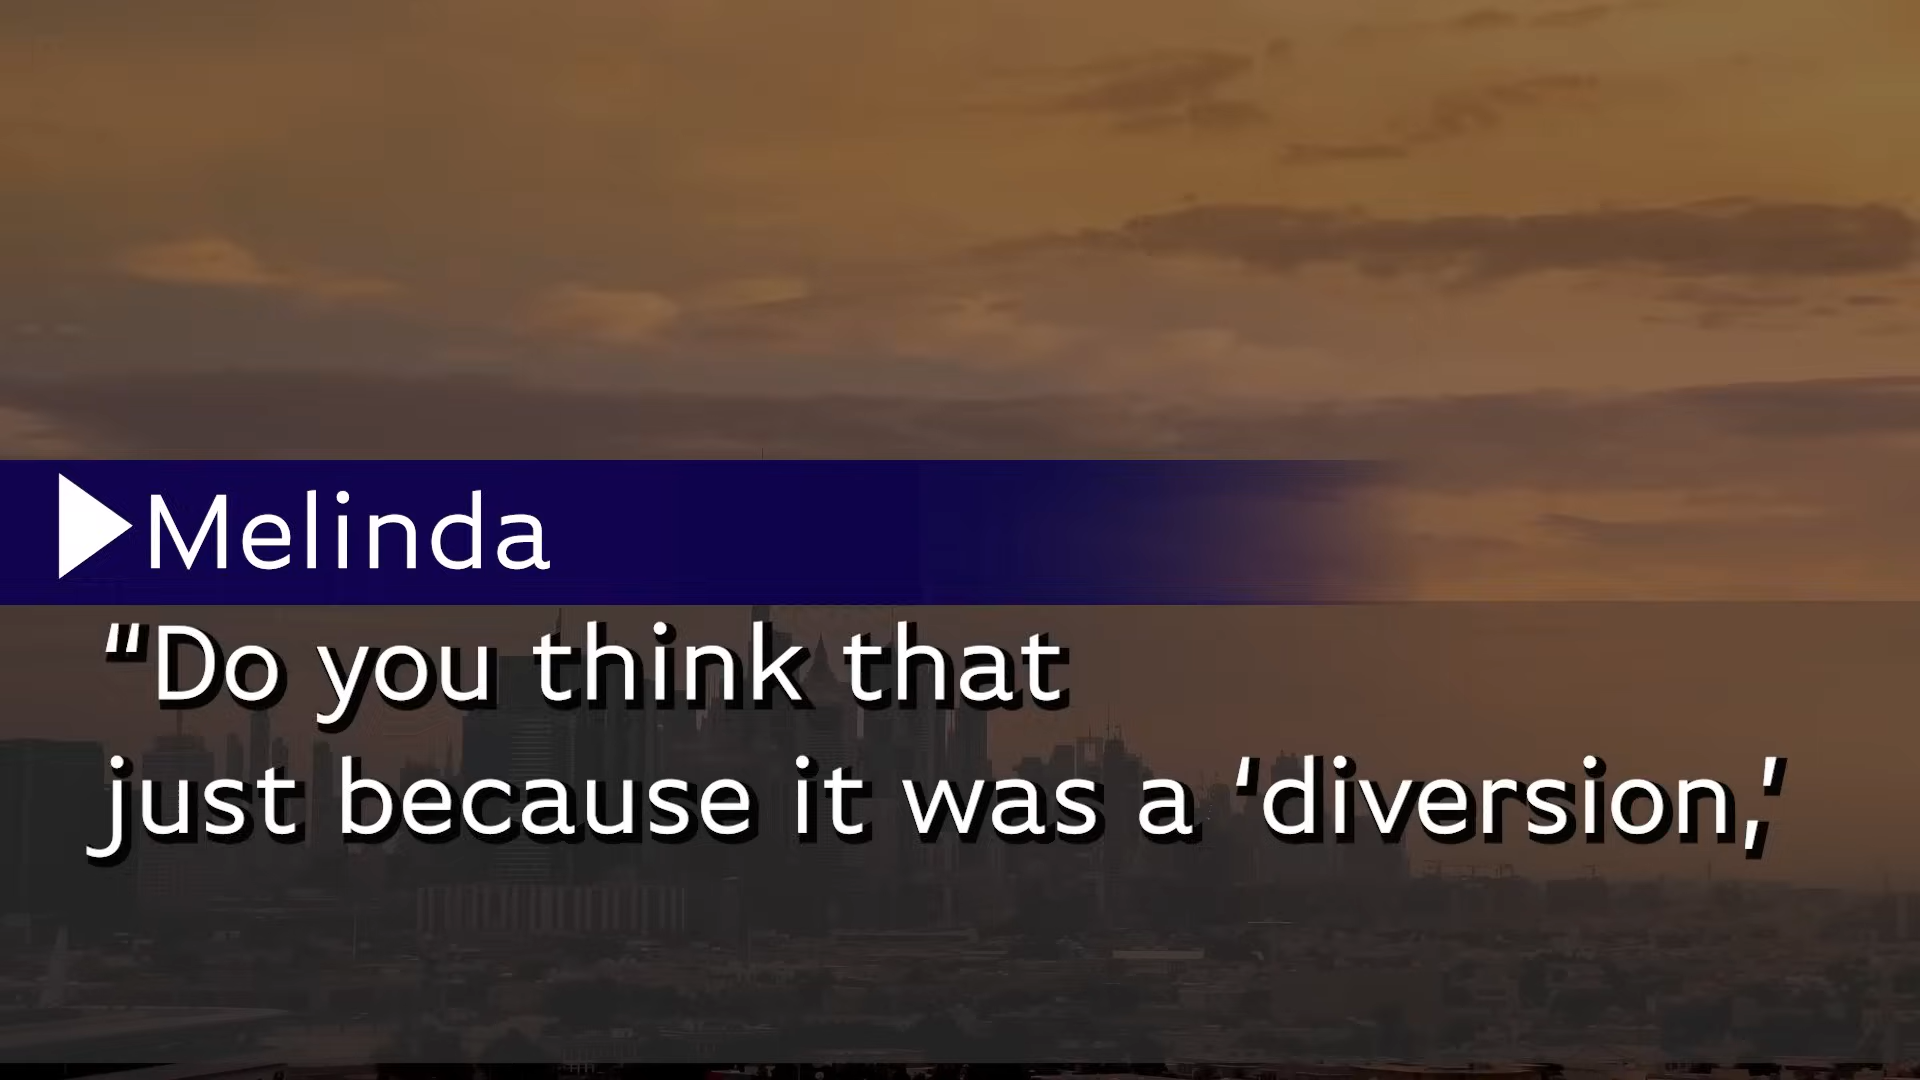 Melinda
“Do you think that
just because it was a ‘diversion,’